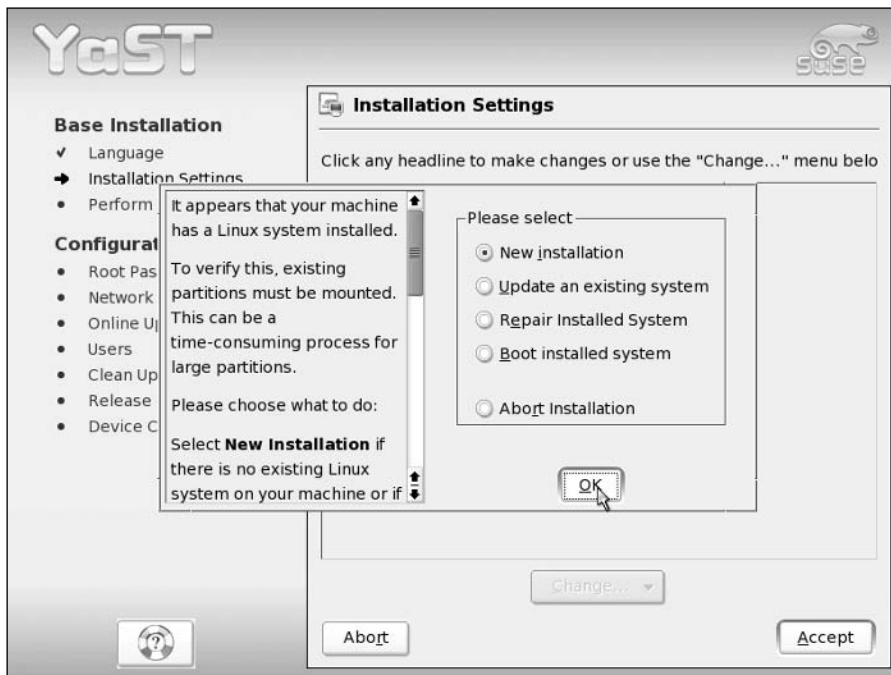 YaST
SUSE
Base Installation
Language
Installation Settings
Perform
Configurat
Root Pas
Network
Online U
Users
Clean Up
Release
Device C
Installation Settings
Click any headline to make changes or use the "Change..." menu belo
It appears that your machine
has a Linux system installed.
To verify this, existing
partitions must be mounted.
This can be a
time-consuming process for
large partitions.
Please choose what to do:
Select New Installation if
there is no existing Linux
system on your machine or if
Please select
New installation
Update an existing system
Repair Installed System
Boot installed system
Abort Installation
OK
Change...
Abort
Accept